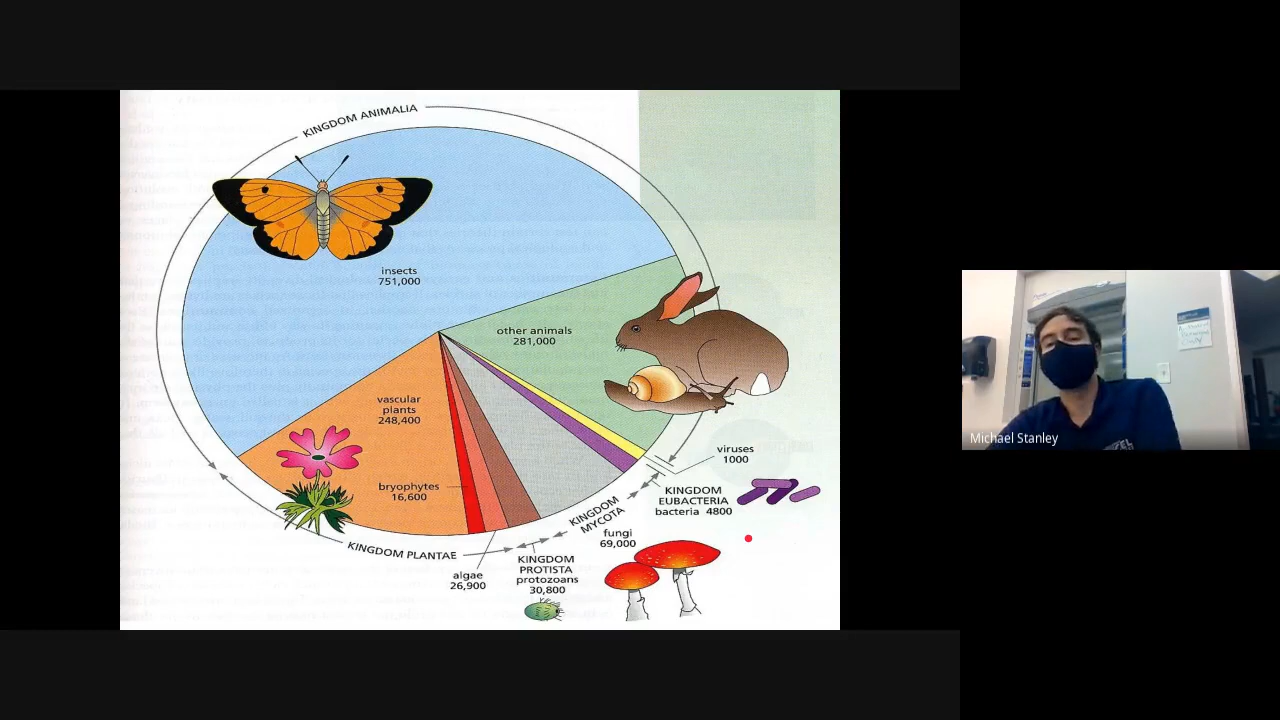 KINGDOM ANIMALIA
insects
751,000
other animals
281,000
vascular
plants
248,400
bryophytes
16,600
viruses
1000
KINGDOM
EUBACTERIA
bacteria 4800
KINGDOM
MYCOTA
fungi
69,000
KINGDOM PLANTAE
KINGDOM
PROTISTA
protozoans
30,800
algae
26,900
Michael Stanley